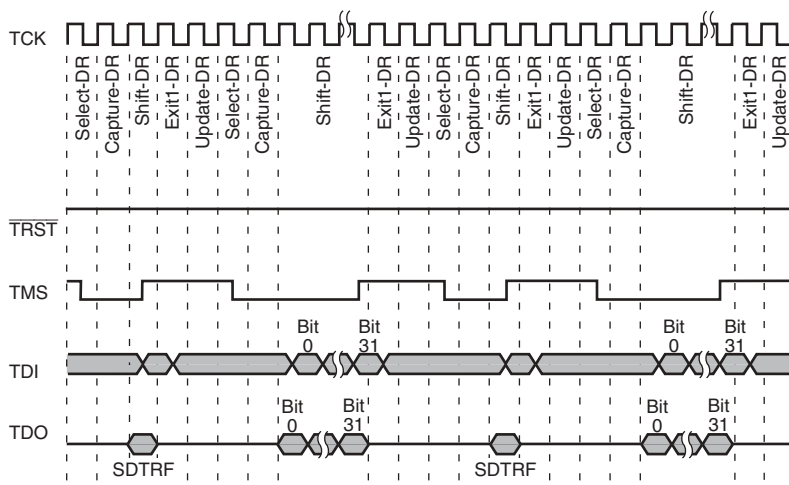 TCK
Select-DR
Capture-DR
Shift-DR
Exit1-DR
Update-DR
Select-DR
Capture-DR
Shift-DR
Exit1-DR
Update-DR
Select-DR
Capture-DR
Shift-DR
Exit1-DR
Update-DR
Select-DR
Capture-DR
Shift-DR
Exit1-DR
Update-DR
TRST
TMS
Bit
0
Bit
31
Bit
0
Bit
31
TDI
Bit
0
Bit
31
Bit
0
Bit
31
TDO
SDTRF
SDTRF